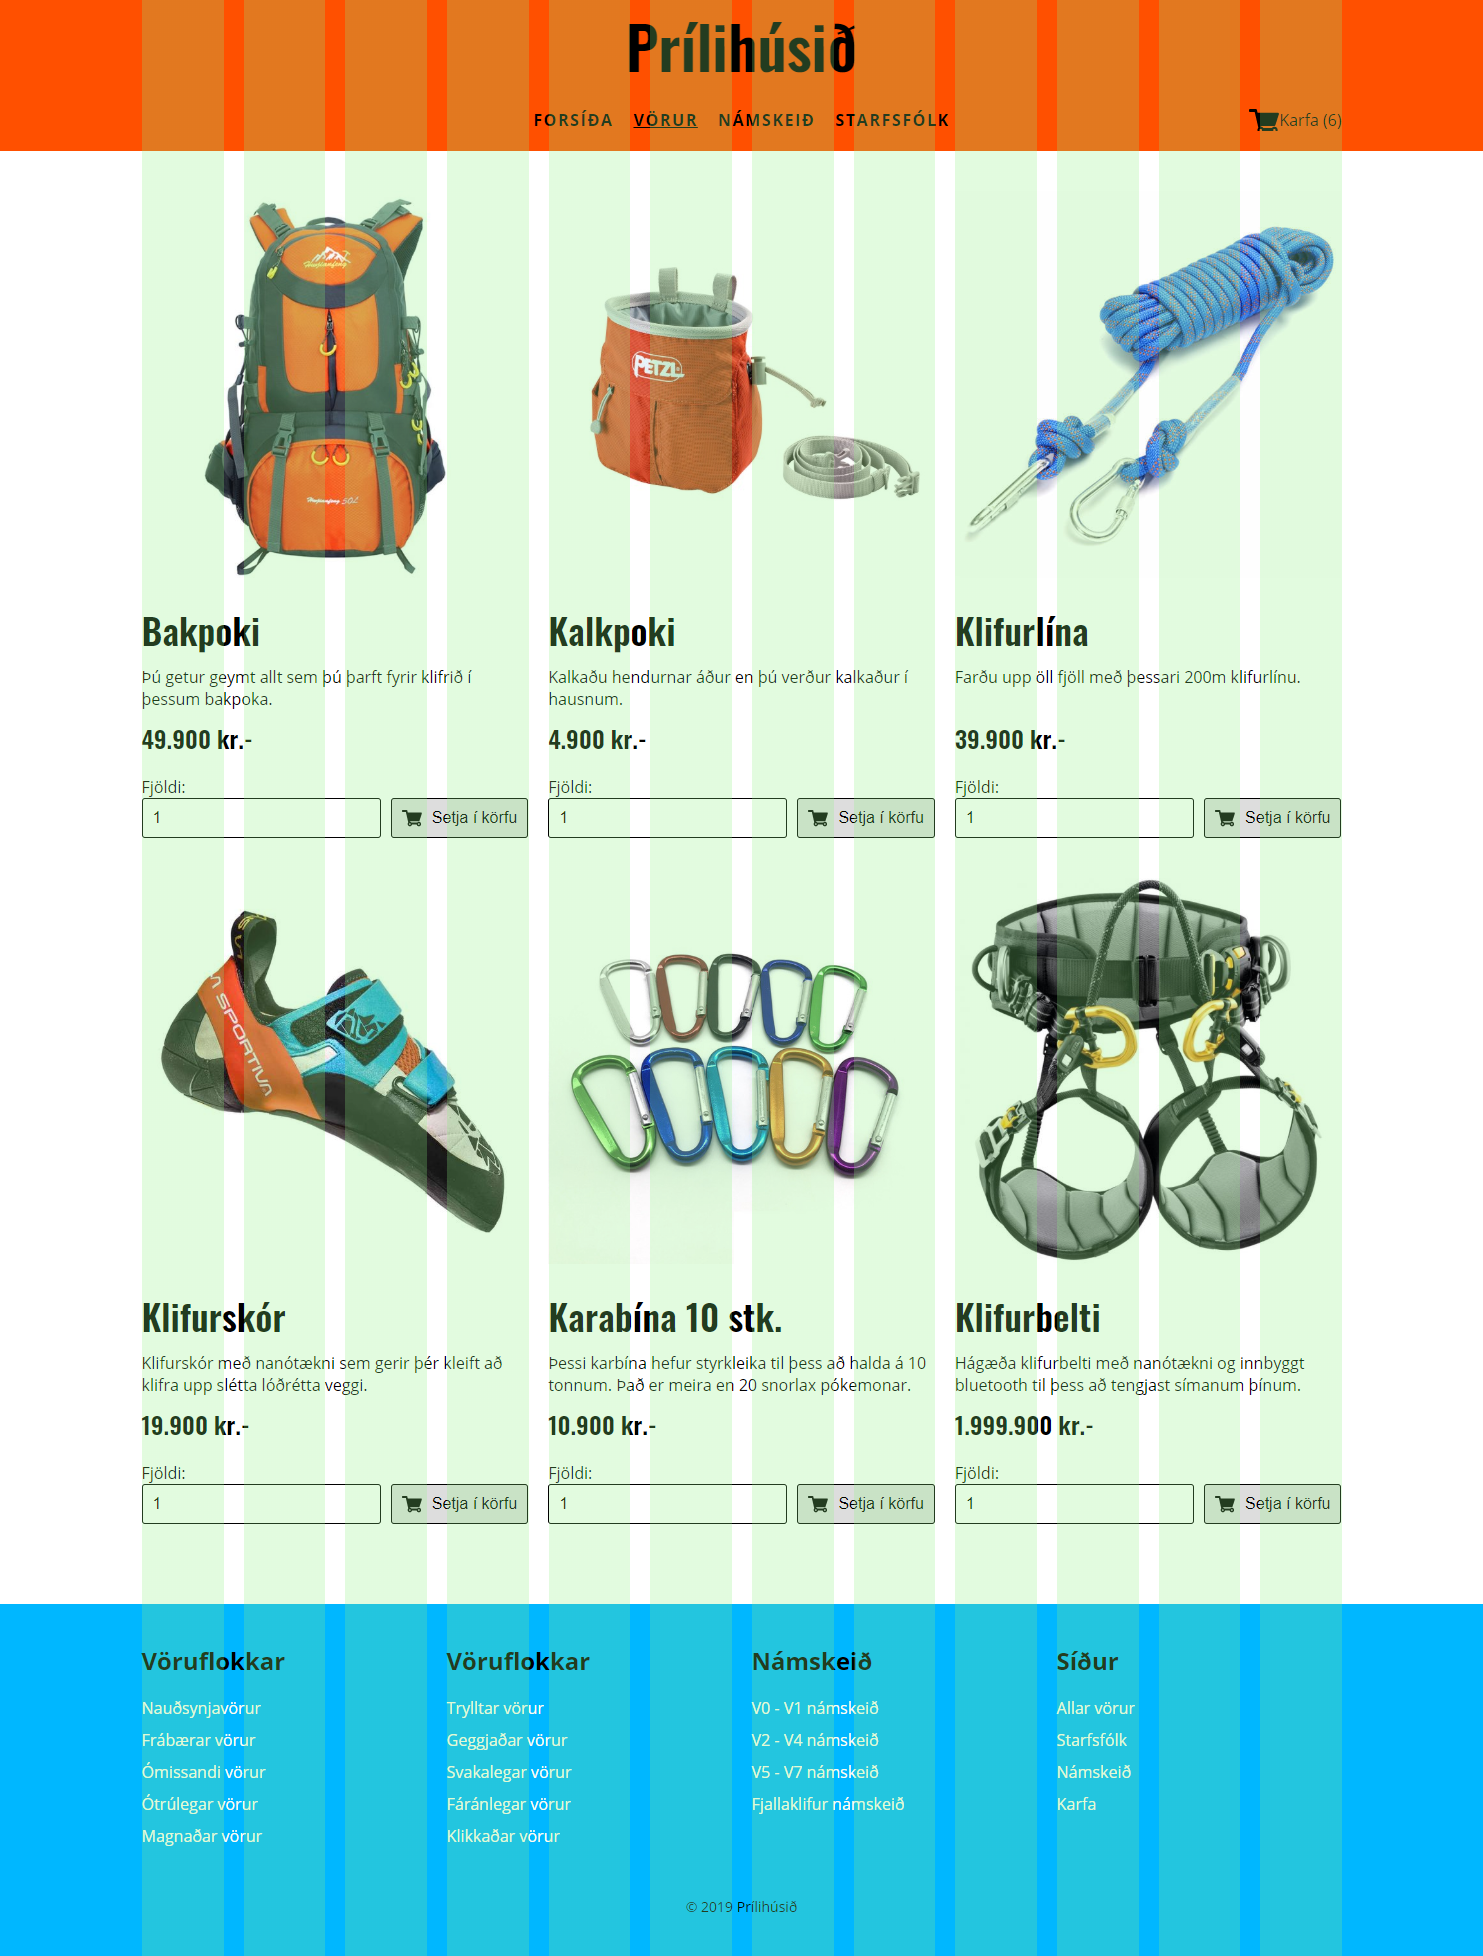 Prílihúsið
FORSÍÐA VÖRUR NÁMSKEIÐ STARFSFÓLK
Karfa (6)
PETZL
Bakpoki
Þú getur geymt allt sem þú þarft fyrir klifrið í
þessum bakpoka.
49.900 kr.-
Fjöldi:
1 Setja í körfu
Kalkpoki
Kalkaðu hendurnar áður en þú verður kalkaður í
hausnum.
4.900 kr.-
Fjöldi:
1 Setja í körfu
Klifurlína
Farðu upp öll fjöll með þessari 200m klifurlínu.
39.900 kr.-
Fjöldi:
1 Setja í körfu
LA SPORTIVA
Klifurskór
Klifurskór með nanótækni sem gerir þér kleift að
klifra upp slétta lóðrétta veggi.
19.900 kr.-
Fjöldi:
1 Setja í körfu
Karabína 10 stk.
Þessi karbína hefur styrkleika til þess að halda á 10
tonnum. Það er meira en 20 snorlax pókemonar.
10.900 kr.-
Fjöldi:
1 Setja í körfu
Klifurbelti
Hágæða klifurbelti með nanótækni og innbyggt
bluetooth til þess að tengjast símanum þínum.
1.999.900 kr.-
Fjöldi:
1 Setja í körfu
Vöruflokkar
Nauðsynjavörur
Frábærar vörur
Ómissandi vörur
Ótrúlegar vörur
Magnaðar vörur
Vöruflokkar
Trylltar vörur
Geggjaðar vörur
Svakalegar vörur
Fáránlegar vörur
Klikkaðar vörur
Námskeið
V0 - V1 námskeið
V2 - V4 námskeið
V5 - V7 námskeið
Fjallaklifur námskeið
Síður
Allar vörur
Starfsfólk
Námskeið
Karfa
© 2019 Prílihúsið